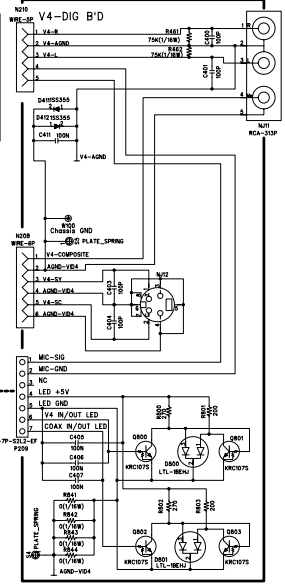 N210
WIRE-5P
V4-DIG B'D
1 V4-R
2 V4-AGND
3 V4-L
4
5
R461
75K(1/16W)
R462
75K(1/16W)
C400
100P
C401
100P
1 R
2
3 L
4
5
NJ11
RCA-313P
D411 1SS355
D412 1SS355
C411 100N
V4-AGND
W100
Chassis GND
S3 PLATE_SPRING
N209
WIRE-6P
1 V4-COMPOSITE
2 AGND-VID4
3 V4-SY
4 AGND-VID4
5 V4-SC
6 AGND-VID4
C403
100P
C404
100P
NJ12
1 MIC-SIG
2 MIC-GND
3 NC
4 LED +5V
5 LED GND
6 V4 IN/OUT LED
7 COAX IN/OUT LED
-7P-S2L2-EF
P209
C405
100N
C406
100N
C407
100N
R841
0(1/16W)
R842
0(1/16W)
R843
0(1/16W)
R844
0(1/16W)
PLATE_SPRING
AGND-VID4
R800
270
R801
200
Q800
KRC107S
D800
LTL-1BEHJ
Q801
KRC107S
R802
270
R803
200
Q802
KRC107S
D801
LTL-1BEHJ
Q803
KRC107S